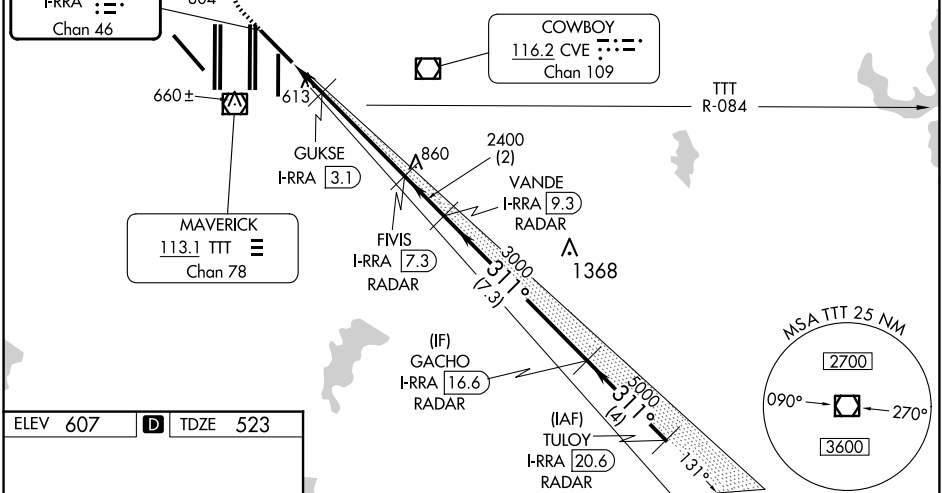 I-RRA
Chan 46
COWBOY
116.2 CVE
Chan 109
TTT
R-084
660±
613
GUKSE
I-RRA 3.1
860
2400
(2)
VANDE
I-RRA 9.3
RADAR
MAVERICK
113.1 TTT
Chan 78
FIVIS
I-RRA 7.3
RADAR
3000
311°
(7.3)
1368
(IF)
GACHO
I-RRA 16.6
RADAR
MSA TTT 25 NM
2700
090°
270°
3600
5000
311°
(4)
(IAF)
TULOY
I-RRA 20.6
RADAR
131°
ELEV 607 D TDZE 523